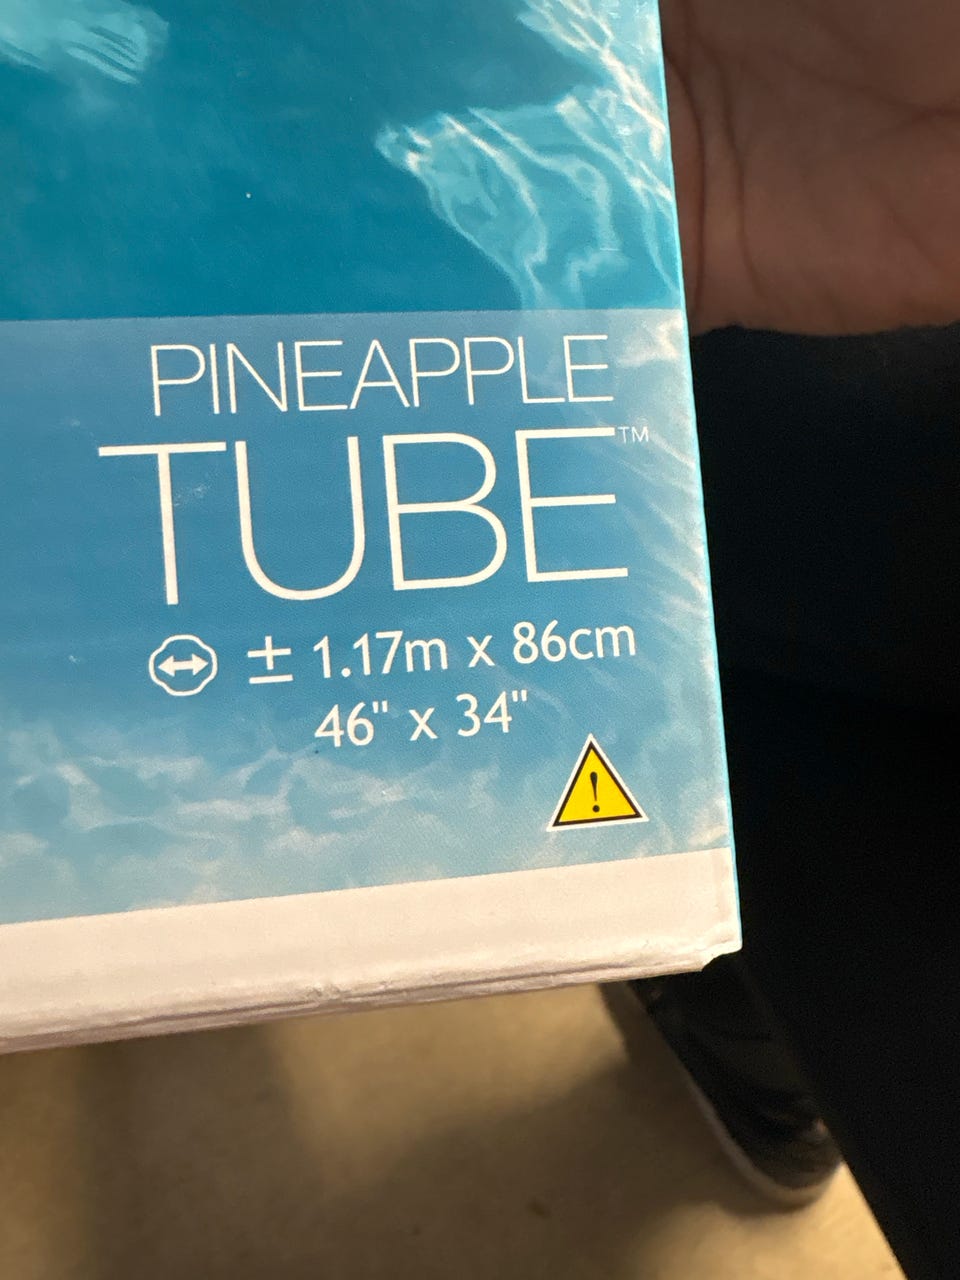 PINEAPPLE
TUBE™
± 1.17m x 86cm
46" x 34"
!